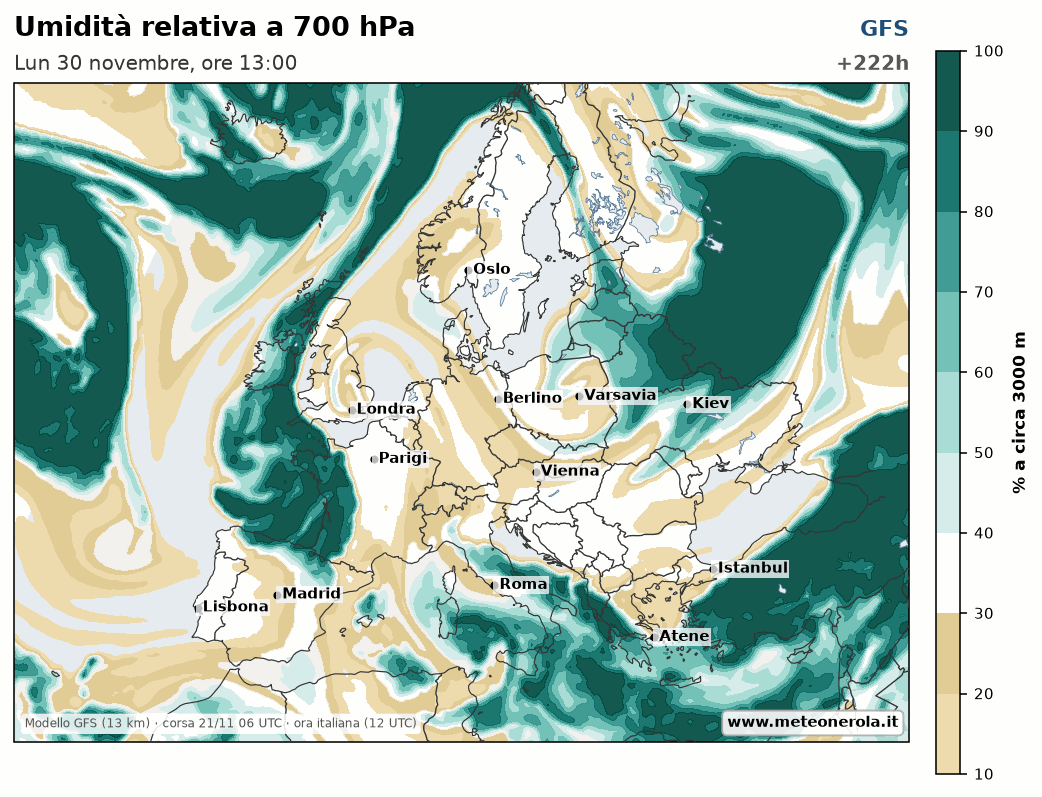 Umidità relativa a 700 hPa
GFS
Lun 30 novembre, ore 13:00
+222h
100
90
80
70
60
50
40
30
20
10
% a circa 3000 m
Oslo
Berlino
Varsavia
Kiev
Londra
Parigi
Vienna
Istanbul
Roma
Madrid
Lisbona
Atene
Modello GFS (13 km) · corsa 21/11 06 UTC · ora italiana (12 UTC)
www.meteonerola.it